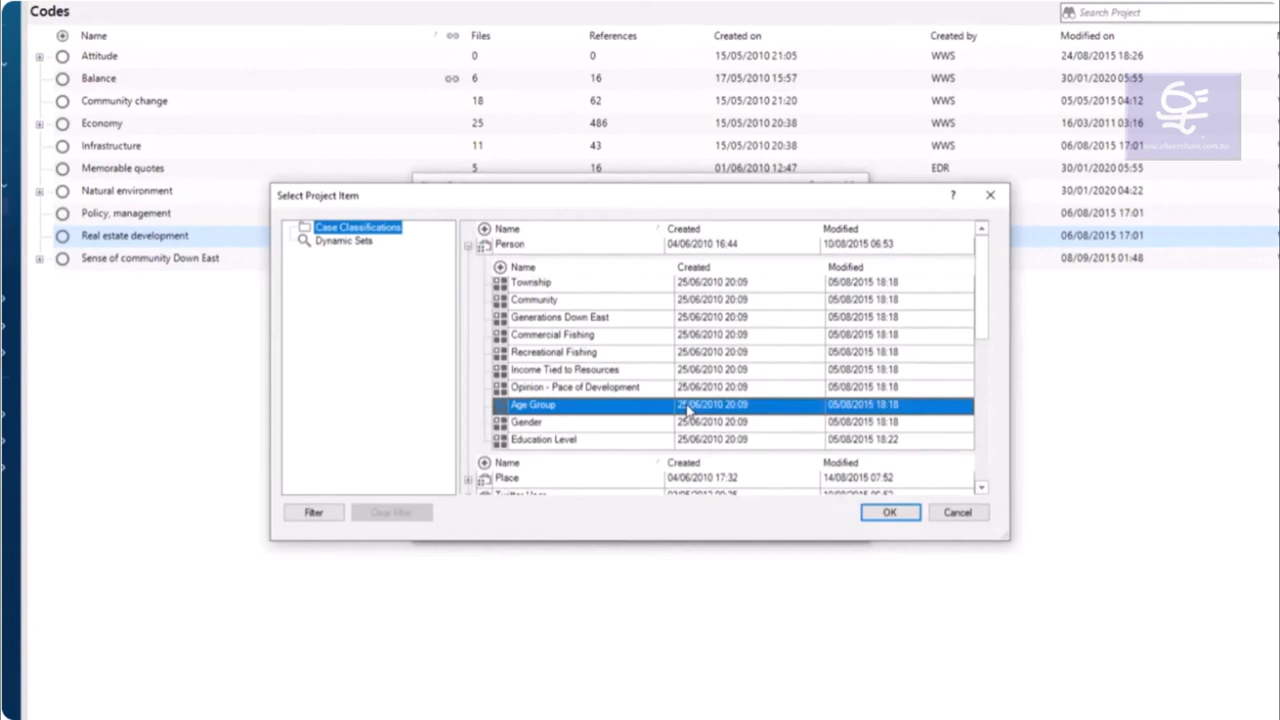 Codes
Search Project
Name Files References Created on Created by Modified on
Attitude 0 0 15/05/2010 21:05 WWS 24/08/2015 18:26
Balance 6 16 17/05/2010 15:57 WWS 30/01/2020 05:55
Community change 18 62 15/05/2010 21:20 WWS 05/05/2015 04:12
Economy 25 486 15/05/2010 20:38 WWS 16/03/2011 03:16
Infrastructure 11 43 15/05/2010 20:38 WWS 06/08/2015 17:01
www.cheerchain.com.tw
Memorable quotes 5 16 01/06/2010 12:47 EDR 30/01/2020 05:55
Natural environment 30/01/2020 04:22
Policy, management 06/08/2015 17:01
Real estate development 06/08/2015 17:01
Sense of community Down East 08/09/2015 01:48
Select Project Item ?
Case Classifications
Dynamic Sets
Name Created Modified
Person 04/06/2010 16:44 10/08/2015 06:53
Name Created Modified
Township 25/06/2010 20:09 05/08/2015 18:18
Community 25/06/2010 20:09 05/08/2015 18:18
Generations Down East 25/06/2010 20:09 05/08/2015 18:18
Commercial Fishing 25/06/2010 20:09 05/08/2015 18:18
Recreational Fishing 25/06/2010 20:09 05/08/2015 18:18
Income Tied to Resources 25/06/2010 20:09 05/08/2015 18:18
Opinion - Pace of Development 25/06/2010 20:09 05/08/2015 18:18
Age Group 25/06/2010 20:09 05/08/2015 18:18
Gender 25/06/2010 20:09 05/08/2015 18:18
Education Level 25/06/2010 20:09 05/08/2015 18:22
Name Created Modified
Place 04/06/2010 17:32 14/08/2015 07:52
Filter Clear Filter OK Cancel